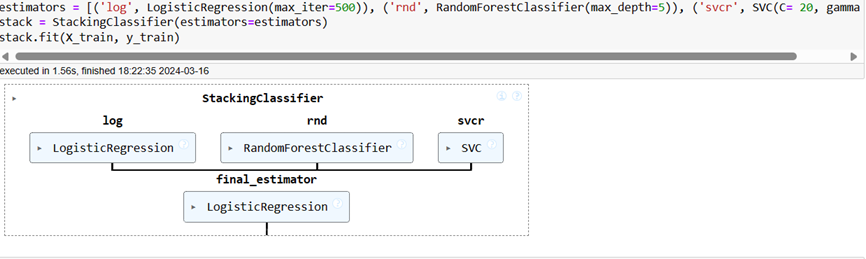 estimators = [('log', LogisticRegression(max_iter=500)), ('rnd', RandomForestClassifier(max_depth=5)), ('svcr', SVC(C= 20, gamma
stack = StackingClassifier(estimators=estimators)
stack.fit(X_train, y_train)
executed in 1.56s, finished 18:22:35 2024-03-16
StackingClassifier
i ?
log rnd svcr
LogisticRegression ? RandomForestClassifier ? SVC ?
final_estimator
LogisticRegression ?